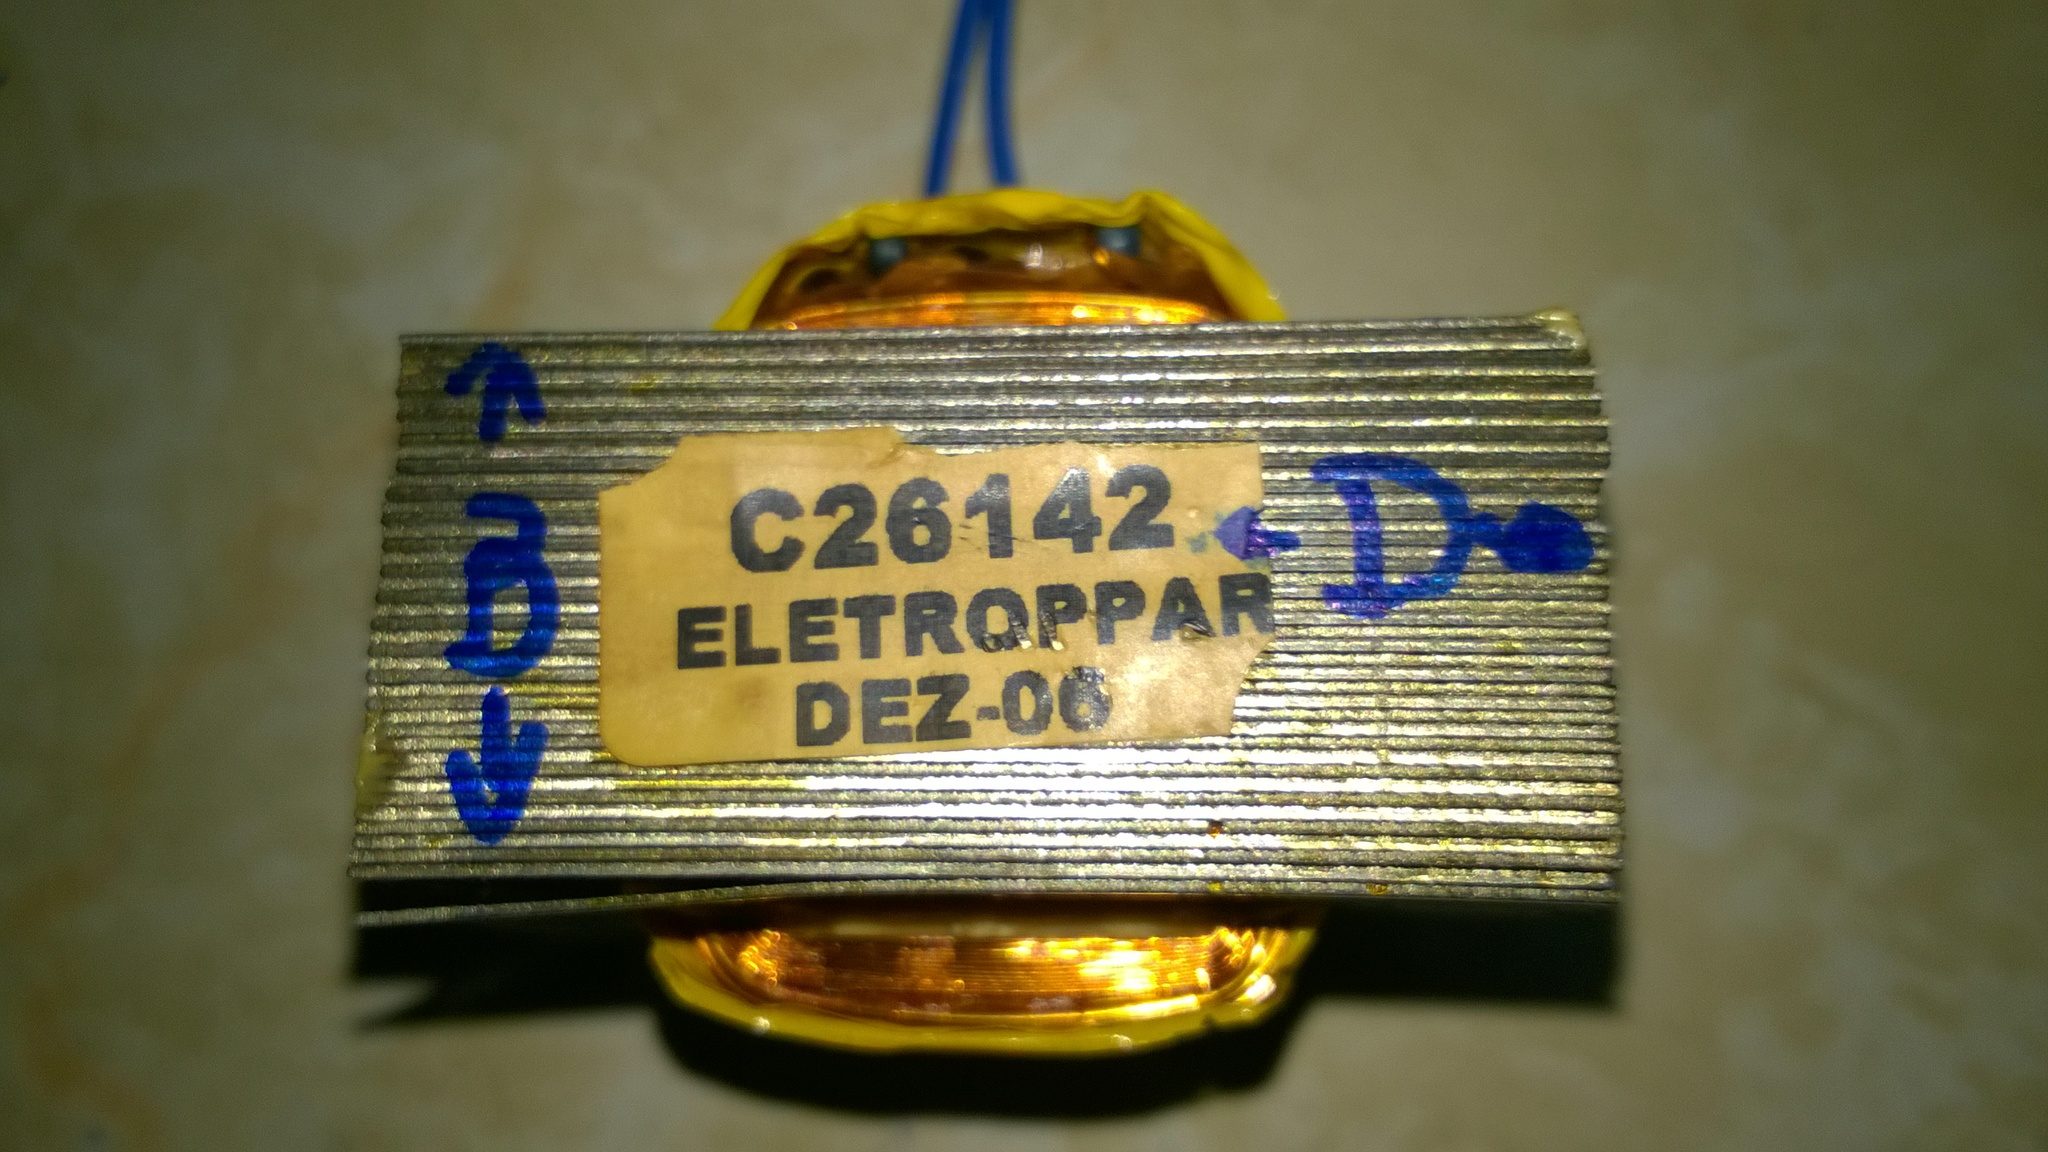 B
C26142
ELETROPPAR
DEZ-06
D